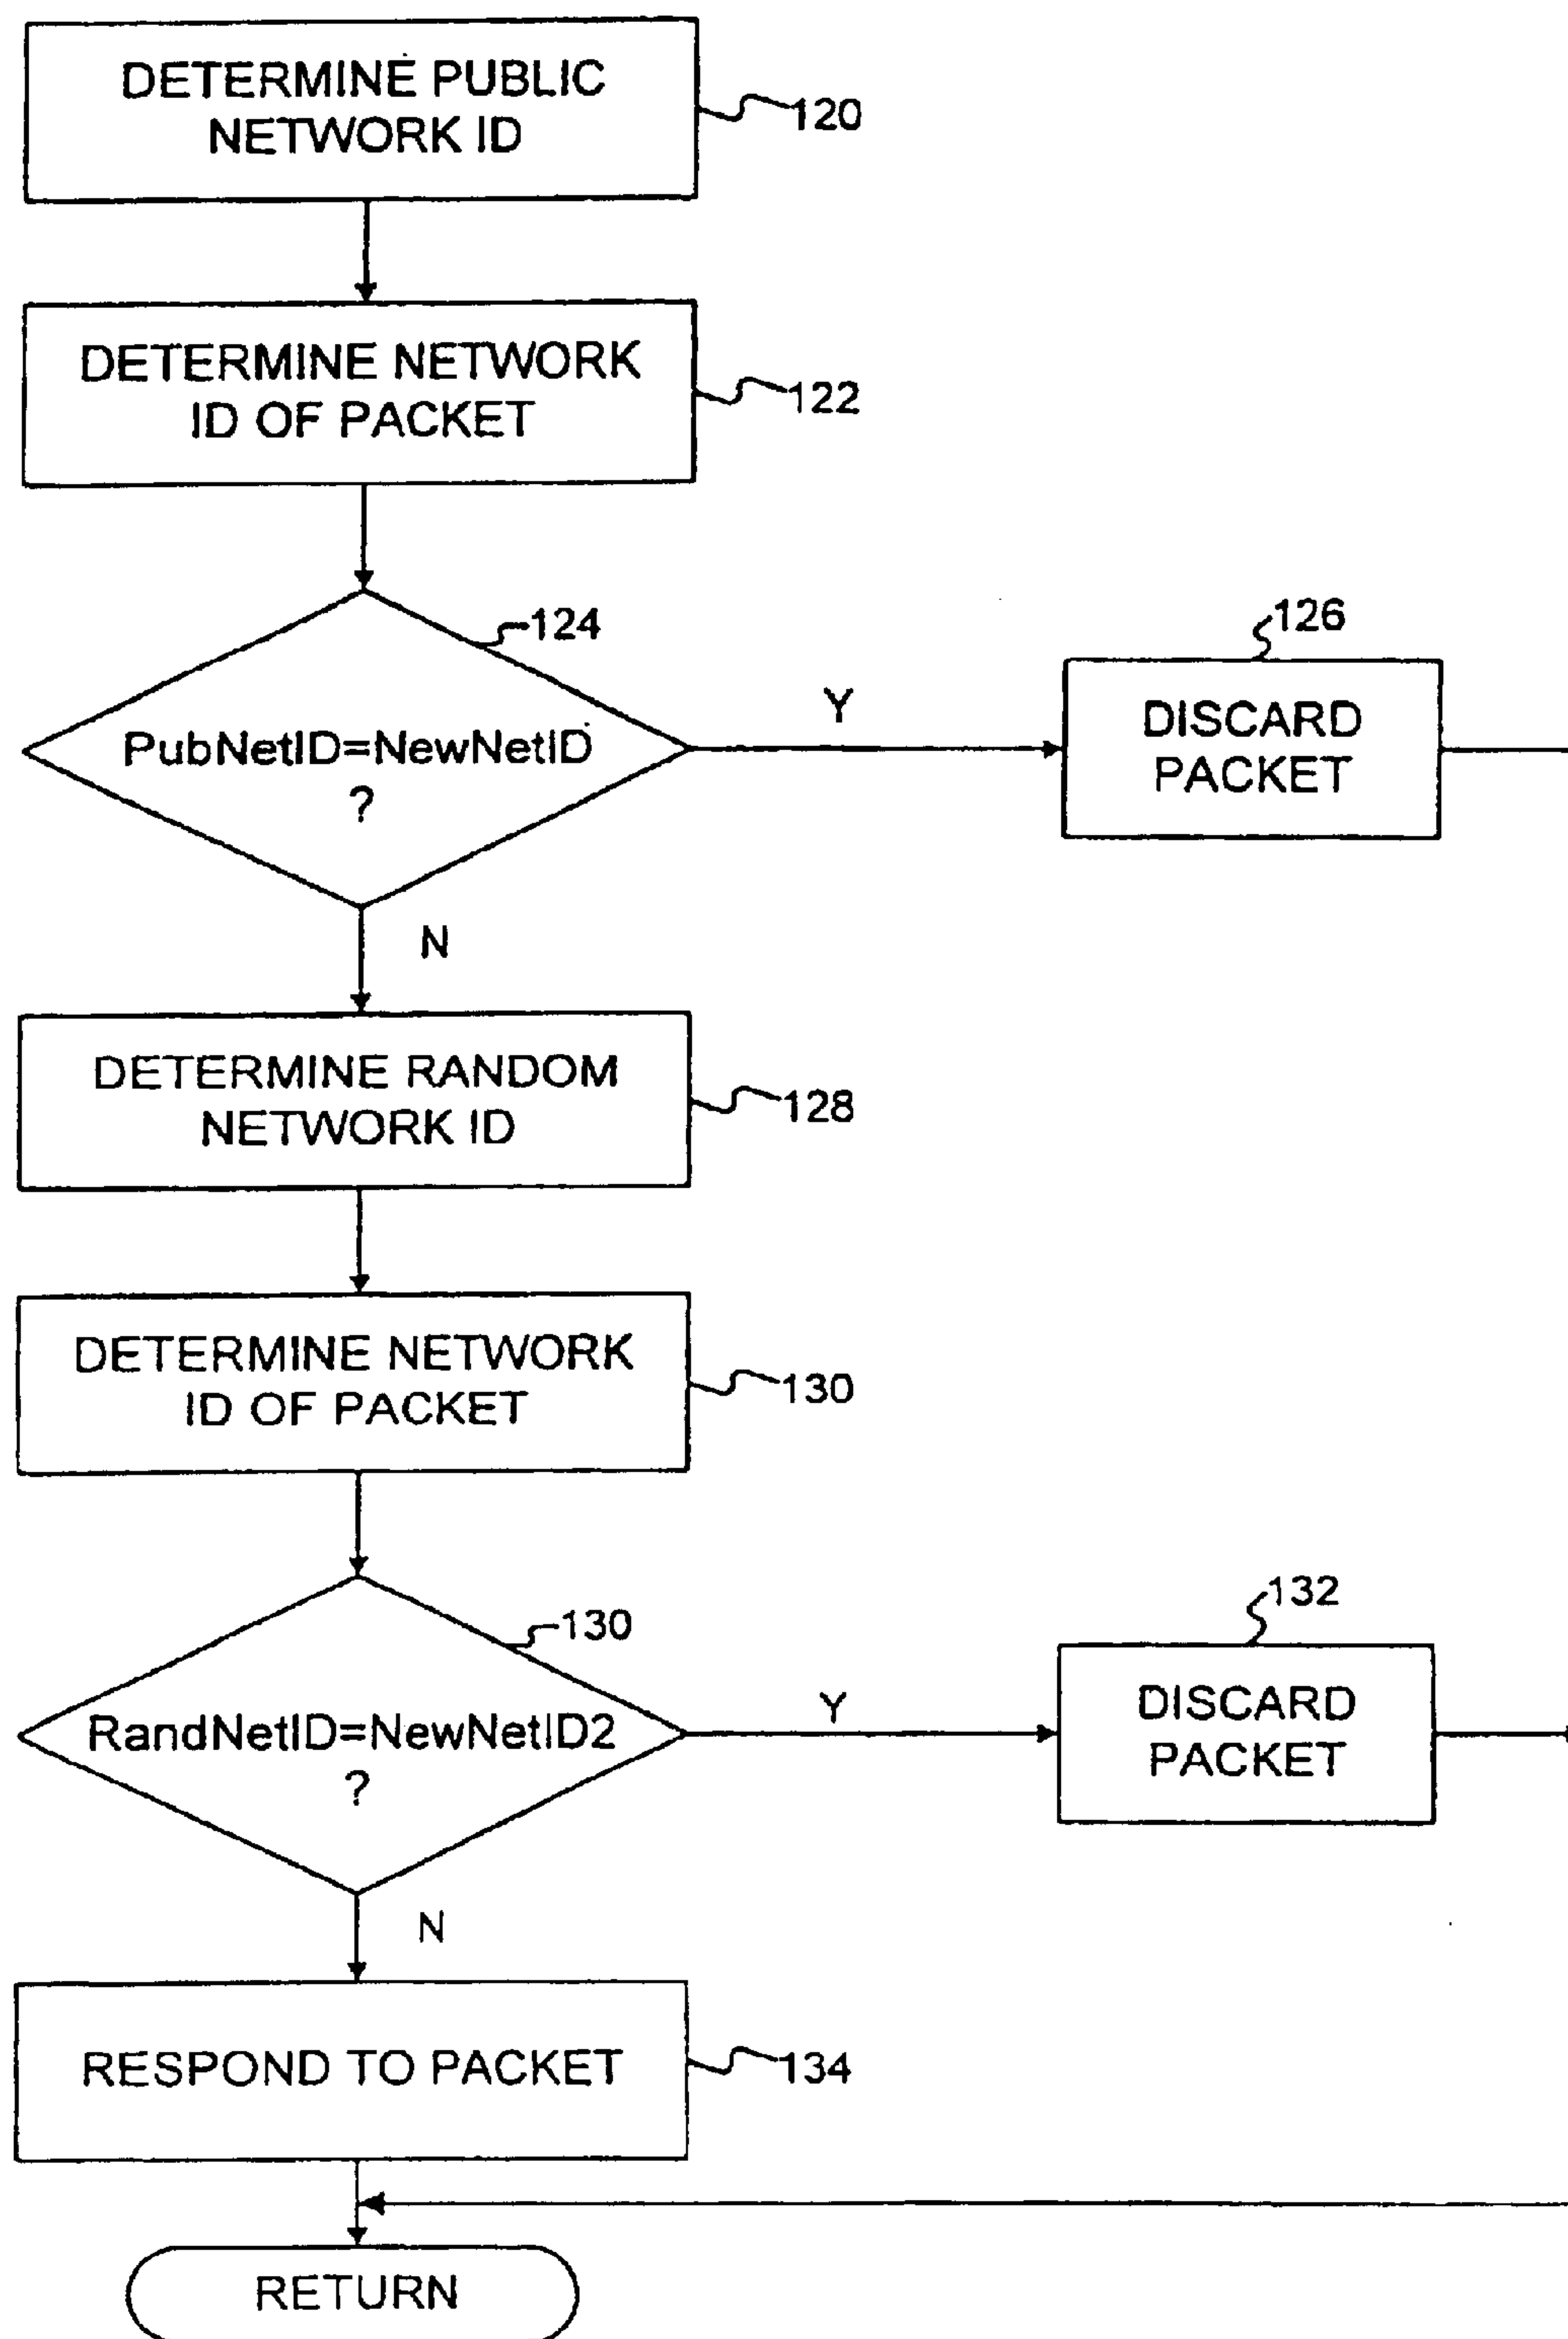 DETERMINE PUBLIC
NETWORK ID
120
DETERMINE NETWORK
ID OF PACKET
122
124
PubNetID=NewNetID
?
Y
126
DISCARD
PACKET
N
DETERMINE RANDOM
NETWORK ID
128
DETERMINE NETWORK
ID OF PACKET
130
130
RandNetID=NewNetID2
?
Y
132
DISCARD
PACKET
N
RESPOND TO PACKET
134
RETURN